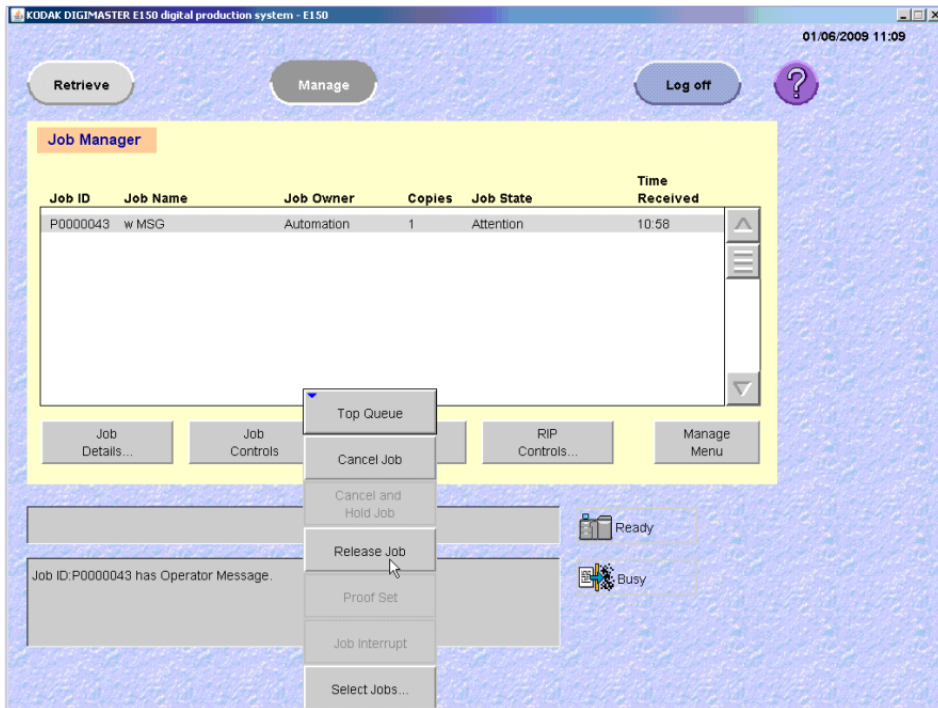 KODAK DIGIMASTER E150 digital production system - E150
01/06/2009 11:09
Retrieve
Manage
Log off
?
Job Manager
Job ID Job Name Job Owner Copies Job State Time Received
P0000043 w MSG Automation 1 Attention 10:58
Job Details...
Job Controls
RIP Controls...
Manage Menu
Top Queue
Cancel Job
Cancel and Hold Job
Release Job
Proof Set
Job Interrupt
Select Jobs...
Ready
Job ID:P0000043 has Operator Message.
Busy